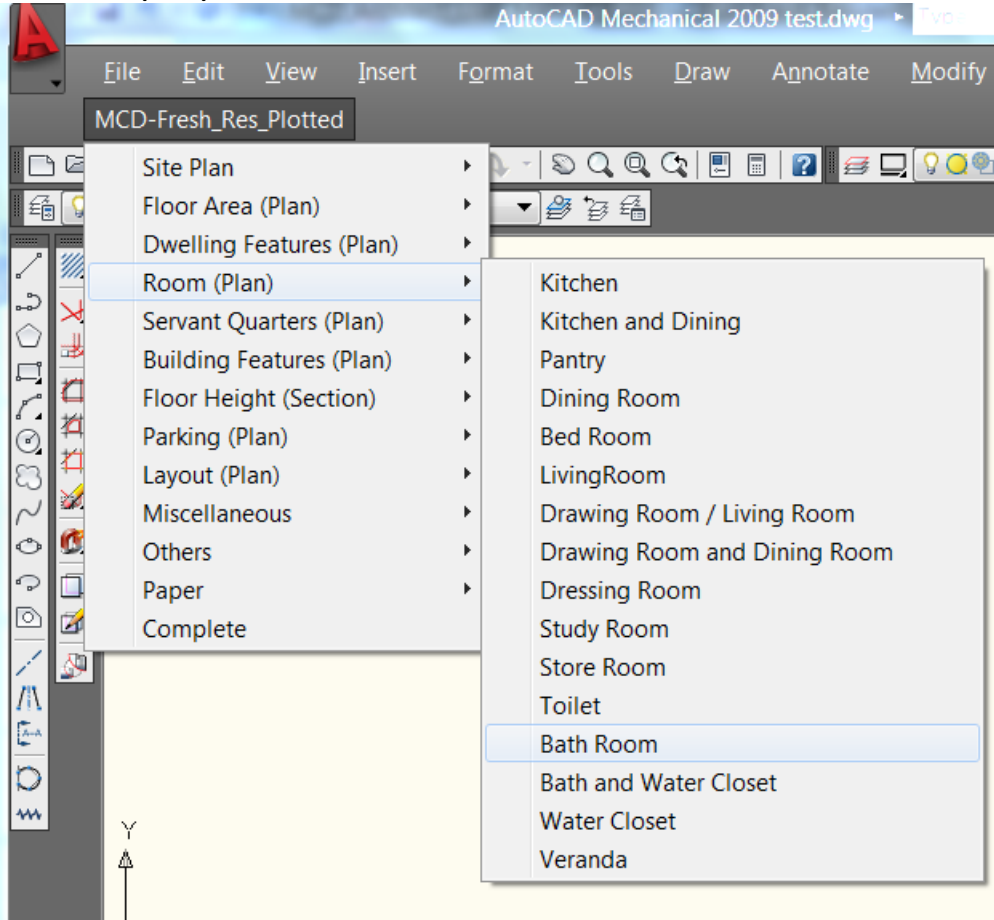 AutoCAD Mechanical 2009 test.dwg
File Edit View Insert Format Tools Draw Annotate Modify
MCD-Fresh_Res_Plotted
Site Plan
Floor Area (Plan)
Dwelling Features (Plan)
Room (Plan)
Servant Quarters (Plan)
Building Features (Plan)
Floor Height (Section)
Parking (Plan)
Layout (Plan)
Miscellaneous
Others
Paper
Complete
Kitchen
Kitchen and Dining
Pantry
Dining Room
Bed Room
LivingRoom
Drawing Room / Living Room
Drawing Room and Dining Room
Dressing Room
Study Room
Store Room
Toilet
Bath Room
Bath and Water Closet
Water Closet
Veranda
A-A
Y